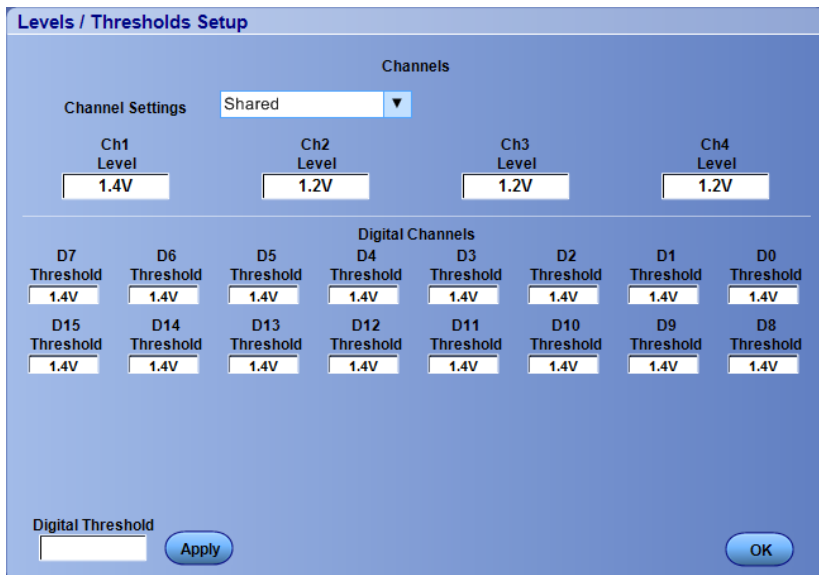 Levels / Thresholds Setup
Channels
Channel Settings Shared
Ch1 Ch2 Ch3 Ch4
Level Level Level Level
1.4V 1.2V 1.2V 1.2V
Digital Channels
D7 D6 D5 D4 D3 D2 D1 D0
Threshold Threshold Threshold Threshold Threshold Threshold Threshold Threshold
1.4V 1.4V 1.4V 1.4V 1.4V 1.4V 1.4V 1.4V
D15 D14 D13 D12 D11 D10 D9 D8
Threshold Threshold Threshold Threshold Threshold Threshold Threshold Threshold
1.4V 1.4V 1.4V 1.4V 1.4V 1.4V 1.4V 1.4V
Digital Threshold
Apply OK